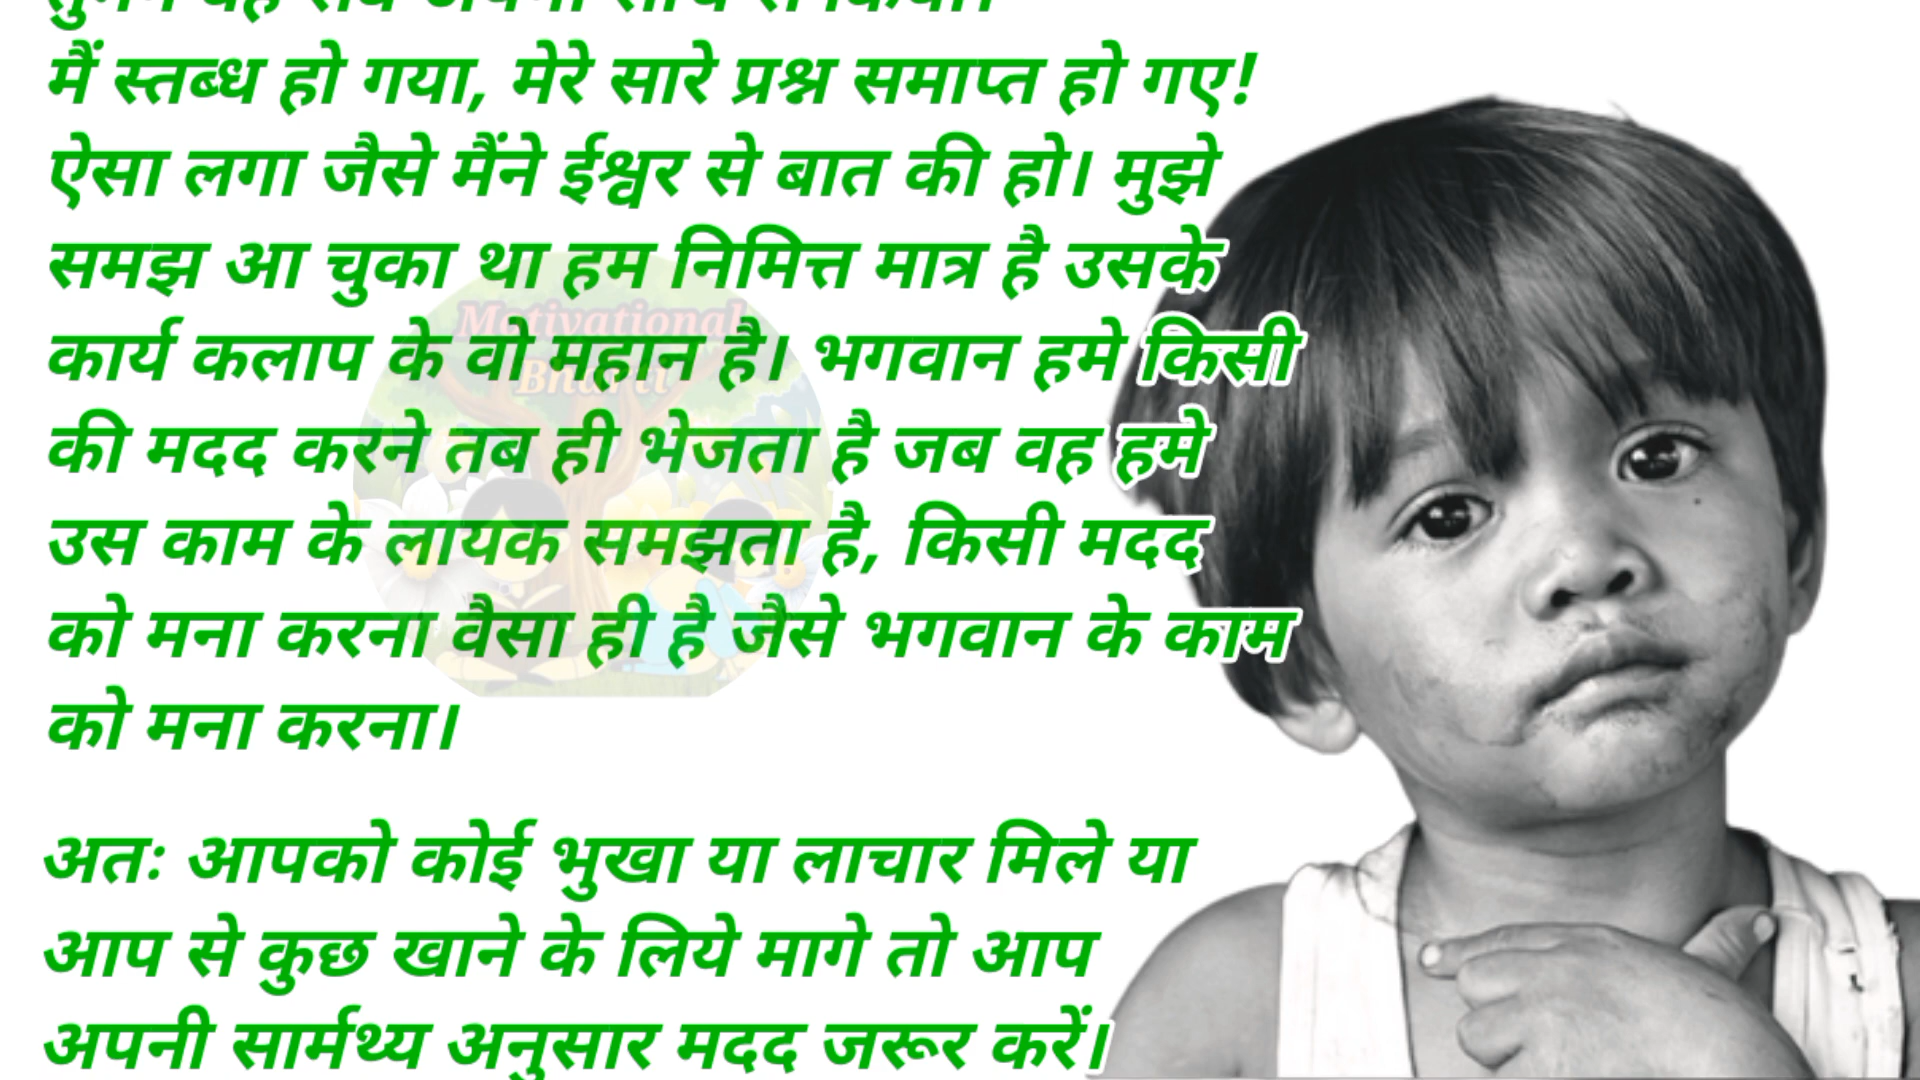 मैं स्तब्ध हो गया, मेरे सारे प्रश्न समाप्त हो गए!
ऐसा लगा जैसे मैंने ईश्वर से बात की हो। मुझे
समझ आ चुका था हम निमित्त मात्र है उसके
कार्य कलाप के वो महान है। भगवान हमे किसी
की मदद करने तब ही भेजता है जब वह हमे
उस काम के लायक समझता है, किसी मदद
को मना करना वैसा ही है जैसे भगवान के काम
को मना करना।
अतः आपको कोई भुखा या लाचार मिले या
आप से कुछ खाने के लिये मागे तो आप
अपनी सार्मथ्य अनुसार मदद जरूर करें।
Motivational